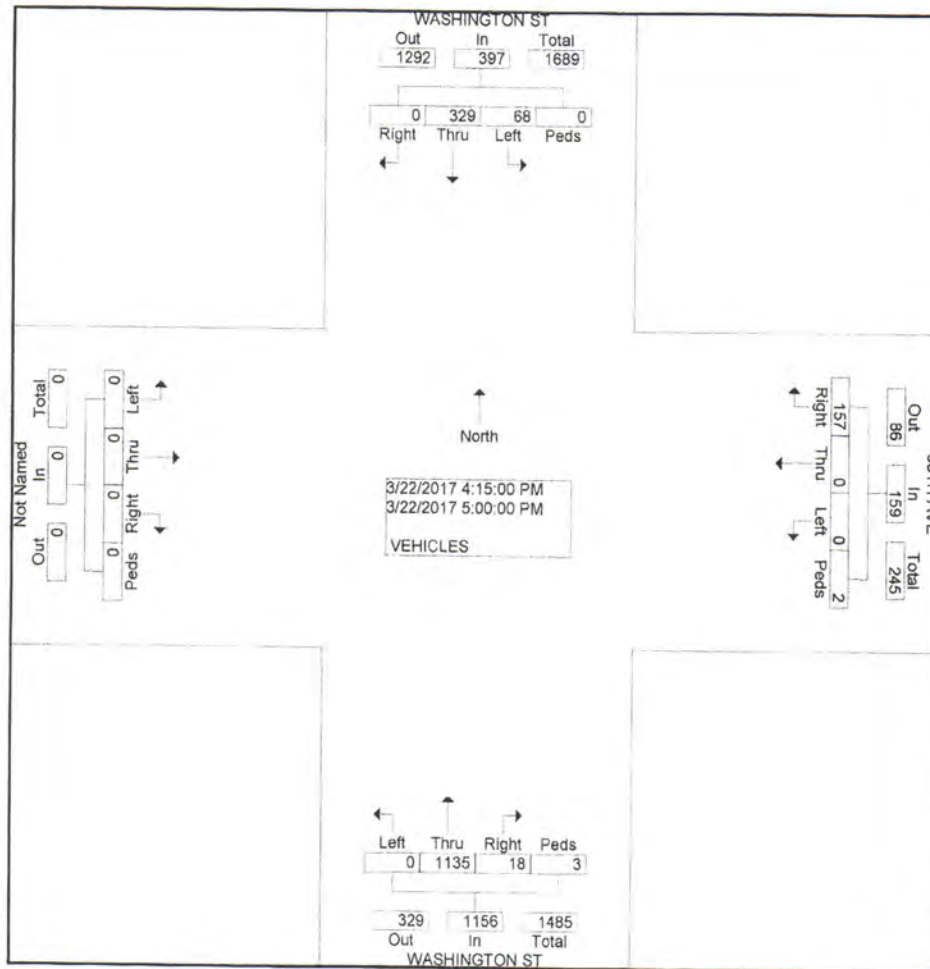 WASHINGTON ST
Out In Total
1292 397 1689
0 329 68 0
Right Thru Left Peds
Not Named
Total In Out
0 0 0
0 0 0 0
Left Thru Right Peds
North
3/22/2017 4:15:00 PM
3/22/2017 5:00:00 PM
VEHICLES
Out In Total
86 159 245
157 0 0 2
Right Thru Left Peds
AVE
Left Thru Right Peds
0 1135 18 3
329 1156 1485
Out In Total
WASHINGTON ST